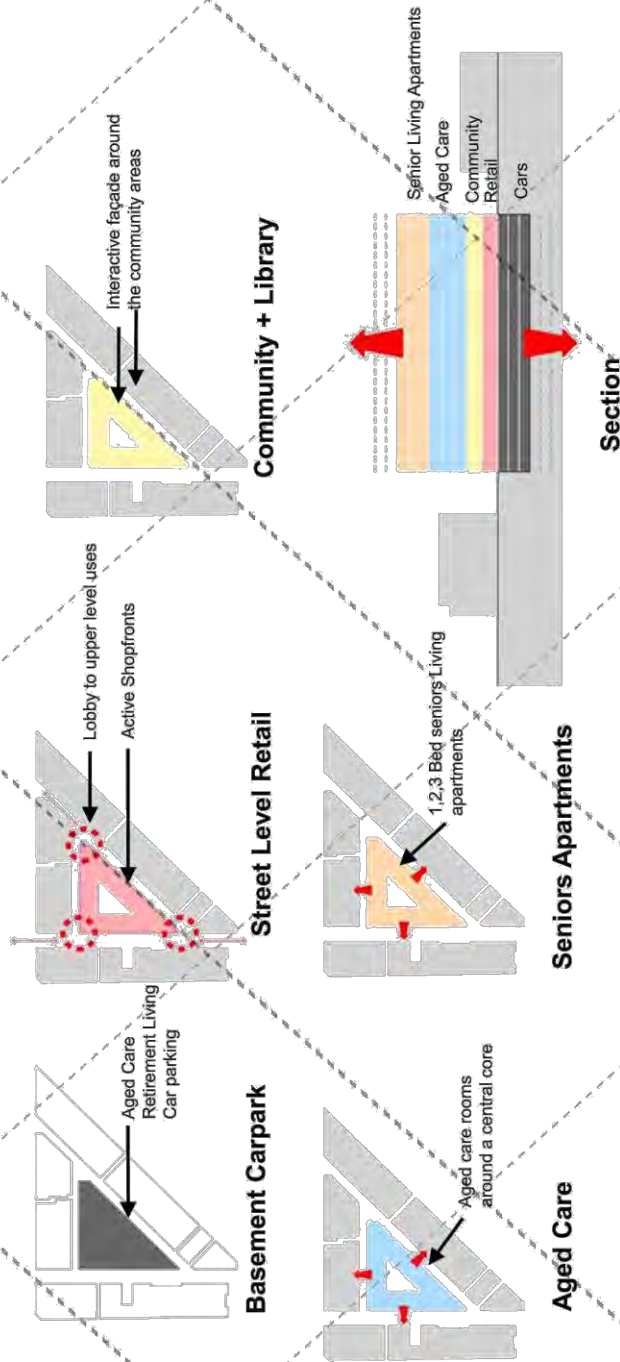 Aged Care
Retirement Living
Car parking
Basement Carpark
Lobby to upper level uses
Active Shopfronts
Street Level Retail
Interactive façade around
the community areas
Community + Library
Aged care rooms
around a central core
Aged Care
1,2,3 Bed seniors Living
apartments
Seniors Apartments
Senior Living Apartments
Aged Care
Community
Retail
Cars
Section